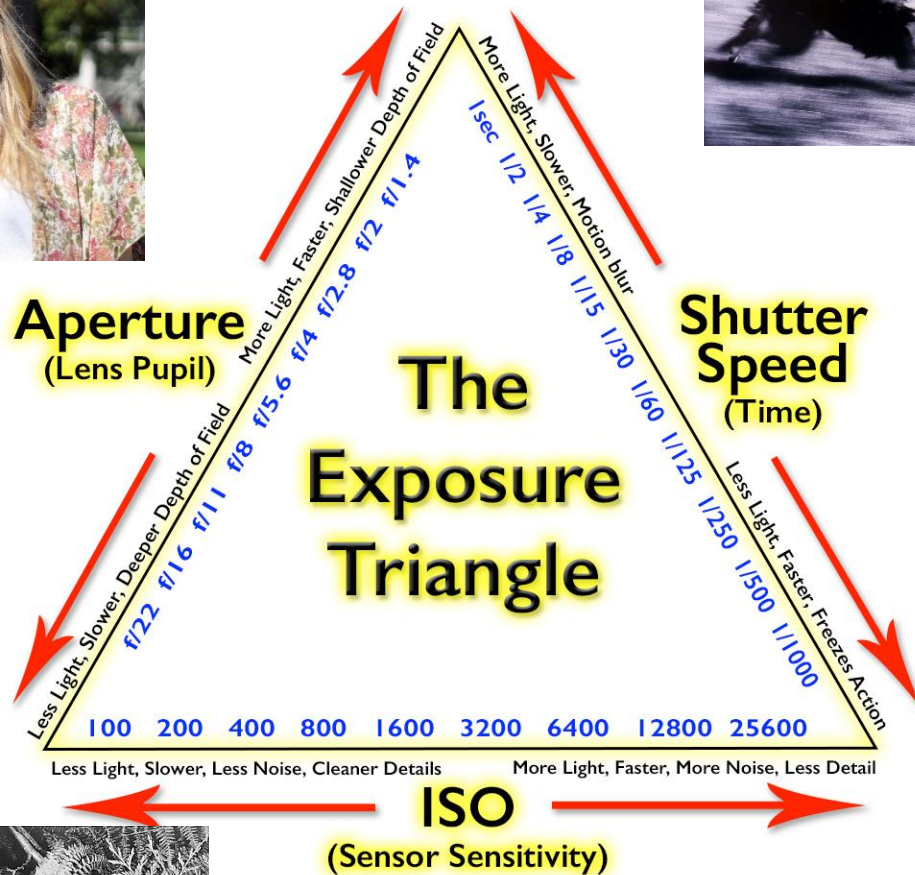 More Light, Faster, Shallower Depth of Field
More Light, Slower, Motion blur
f/22 f/16 f/11 f/8 f/5.6 f/4 f/2.8 f/2 f/1.4
1sec 1/2 1/4 1/8 1/15 1/30 1/60 1/125 1/250 1/500 1/1000
Aperture
(Lens Pupil)
Shutter
Speed
(Time)
The
Exposure
Triangle
Less Light, Slower, Deeper Depth of Field
Less Light, Faster, Freezes Action
100 200 400 800 1600 3200 6400 12800 25600
Less Light, Slower, Less Noise, Cleaner Details
More Light, Faster, More Noise, Less Detail
ISO
(Sensor Sensitivity)